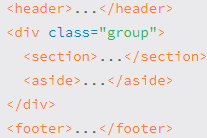 <header>...</header>
<div class="group">
  <section>...</section>
  <aside>...</aside>
</div>
<footer>...</footer>